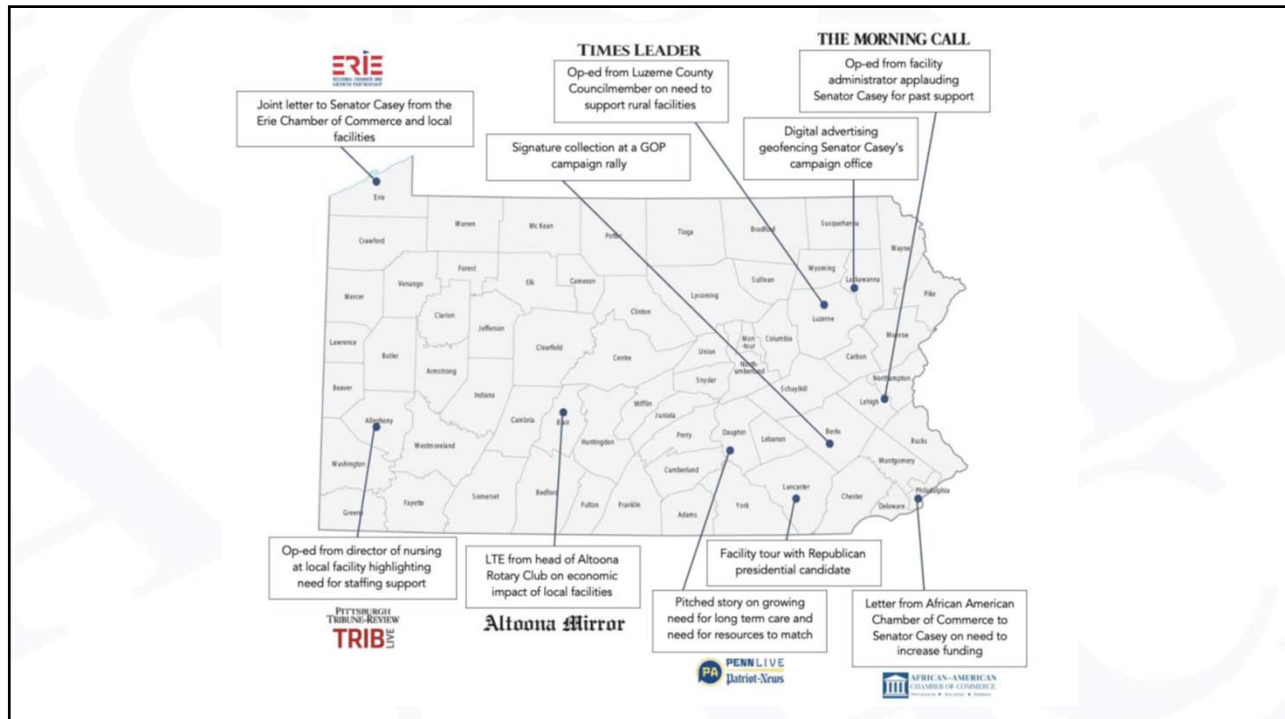 ERIE
REGIONAL CHAMBER AND
GROWTH PARTNERSHIP
Joint letter to Senator Casey from the
Erie Chamber of Commerce and local
facilities
TIMES LEADER
Op-ed from Luzerne County
Councilmember on need to
support rural facilities
THE MORNING CALL
Op-ed from facility
administrator applauding
Senator Casey for past support
Signature collection at a GOP
campaign rally
Digital advertising
geofencing Senator Casey's
campaign office
Erie
Crawford
Warren
Mc Kean
Potter
Tioga
Bradford
Susquehanna
Wayne
Mercer
Venango
Forest
Elk
Cameron
Sullivan
Wyoming
Lackawanna
Pike
Lawrence
Butler
Clarion
Jefferson
Clearfield
Clinton
Lycoming
Luzerne
Monroe
Beaver
Armstrong
Indiana
Centre
Union
Mon
-tour
North-
umberland
Columbia
Carbon
Northampton
Snyder
Schuylkill
Lehigh
Allegheny
Westmoreland
Cambria
Blair
Huntingdon
Mifflin
Juniata
Perry
Dauphin
Lebanon
Berks
Bucks
Montgomery
Washington
Greene
Fayette
Somerset
Bedford
Fulton
Franklin
Cumberland
Adams
York
Lancaster
Chester
Delaware
Philadelphia
Op-ed from director of nursing
at local facility highlighting
need for staffing support
PITTSBURGH
TRIBUNE-REVIEW
TRIB
LIVE
LTE from head of Altoona
Rotary Club on economic
impact of local facilities
Altoona Mirror
Facility tour with Republican
presidential candidate
Pitched story on growing
need for long term care and
need for resources to match
PA
PENNLIVE
Patriot-News
Letter from African American
Chamber of Commerce to
Senator Casey on need to
increase funding
AFRICAN-AMERICAN
CHAMBER OF COMMERCE